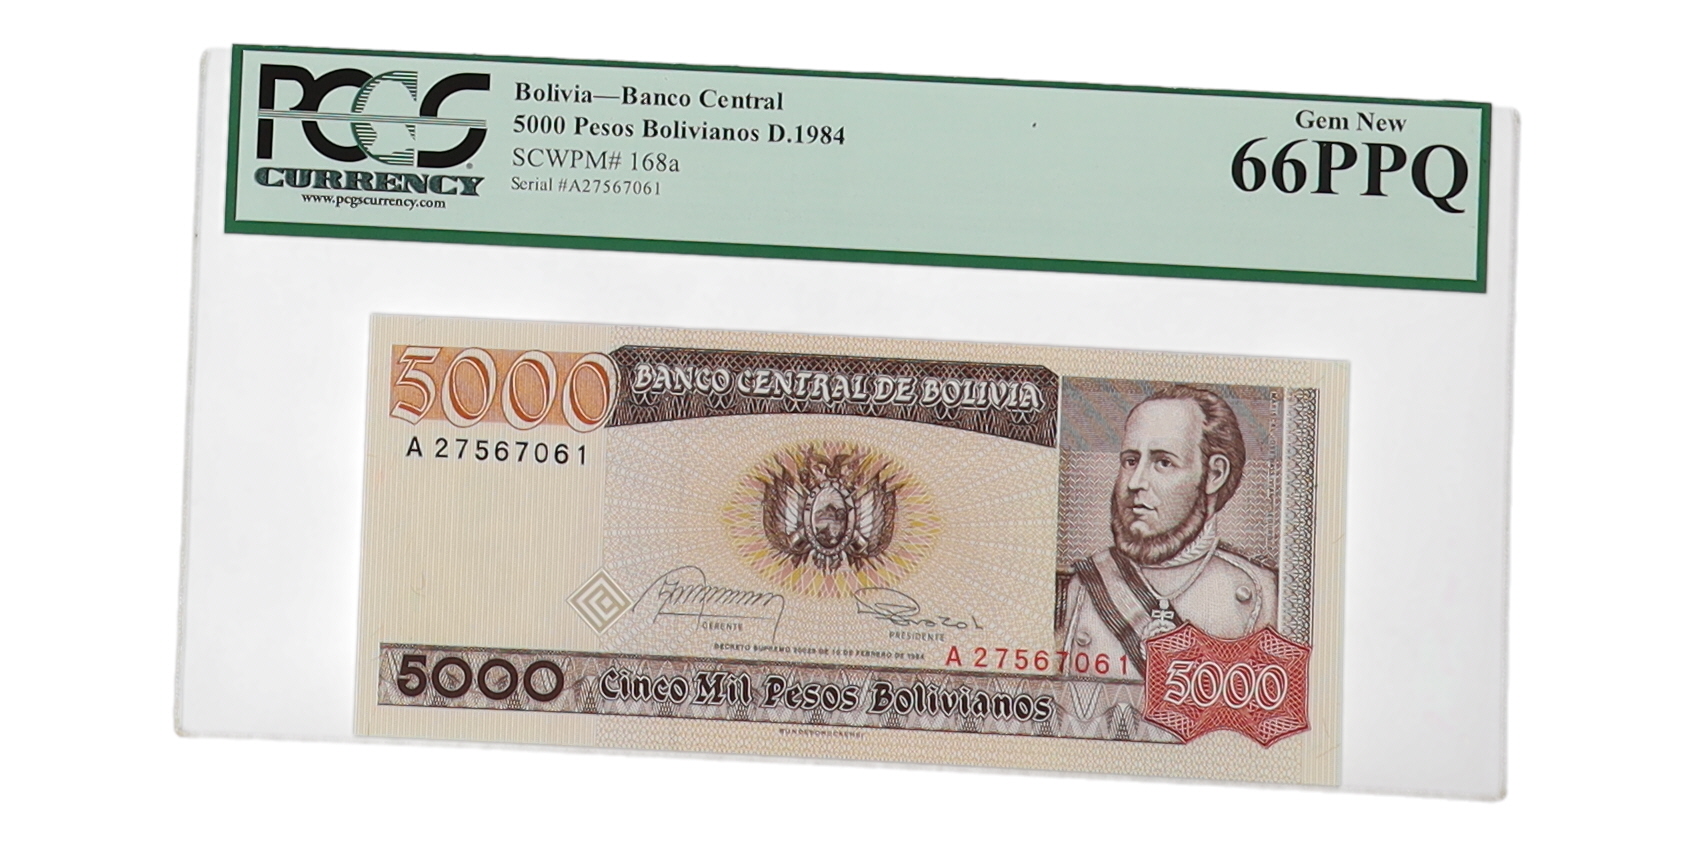 PCGS
CURRENCY
www.pcgscurrency.com
Bolivia—Banco Central
5000 Pesos Bolivianos D.1984
SCWPM# 168a
Serial #A27567061
Gem New
66PPQ
5000
BANCO CENTRAL DE BOLIVIA
A 27567061
GERENTE
PRESIDENTE
A 27567061
5000 Cinco Mil Pesos Bolivianos
5000